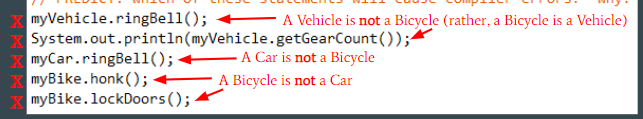 // PREDICT: Which of these statements will cause compiler errors? Why?
X myVehicle.ringBell(); A Vehicle is not a Bicycle (rather, a Bicycle is a Vehicle)
X System.out.println(myVehicle.getGearCount());
X myCar.ringBell(); A Car is not a Bicycle
X myBike.honk(); A Bicycle is not a Car
X myBike.lockDoors();